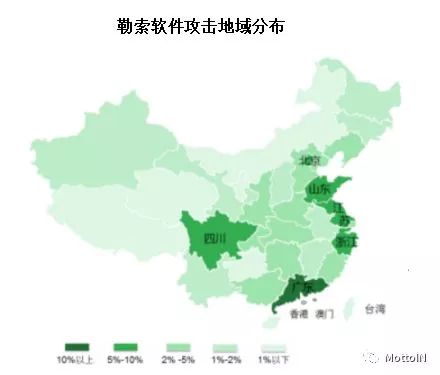 勒索软件攻击地域分布
北京
山东
江
苏
四川
浙江
广东
香港 澳门
台湾
10%以上 5%-10% 2% -5% 1%-2% 1%以下
MottoIN